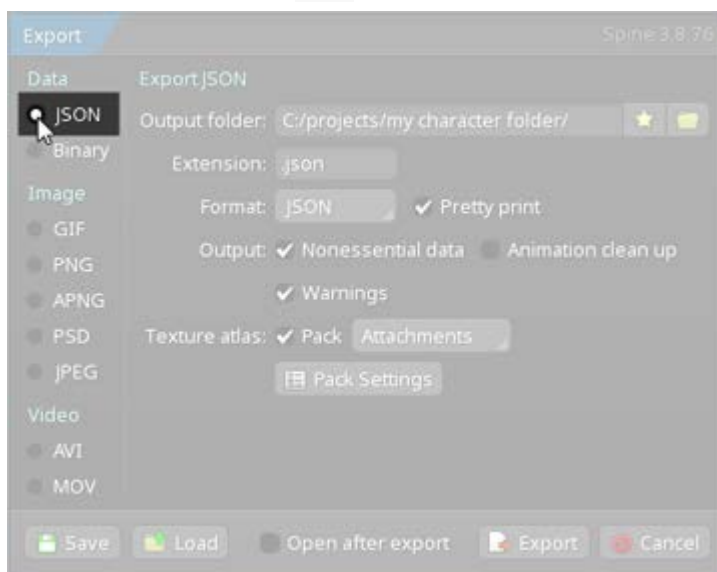 Export
Spine 3.8.76
Data
JSON
Binary
Image
GIF
PNG
APNG
PSD
JPEG
Video
AVI
MOV
Export JSON
Output folder: C:/projects/my character folder/
Extension: .json
Format: JSON Pretty print
Output: Nonessential data Animation clean up
Warnings
Texture atlas: Pack Attachments
Pack Settings
Save Load Open after export Export Cancel